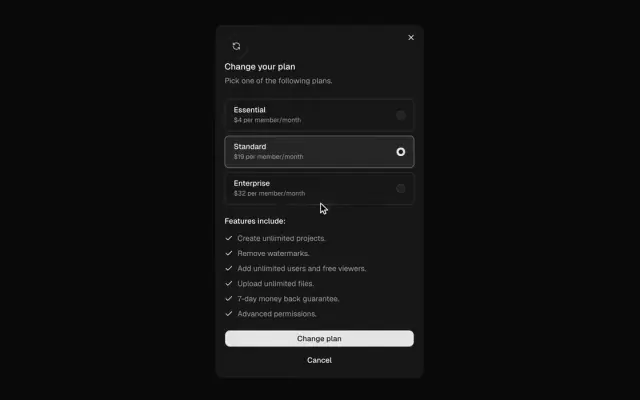 Change your plan
Pick one of the following plans.
Essential
$4 per member/month
Standard
$19 per member/month
Enterprise
$32 per member/month
Features include:
Create unlimited projects.
Remove watermarks.
Add unlimited users and free viewers.
Upload unlimited files.
7-day money back guarantee.
Advanced permissions.
Change plan
Cancel